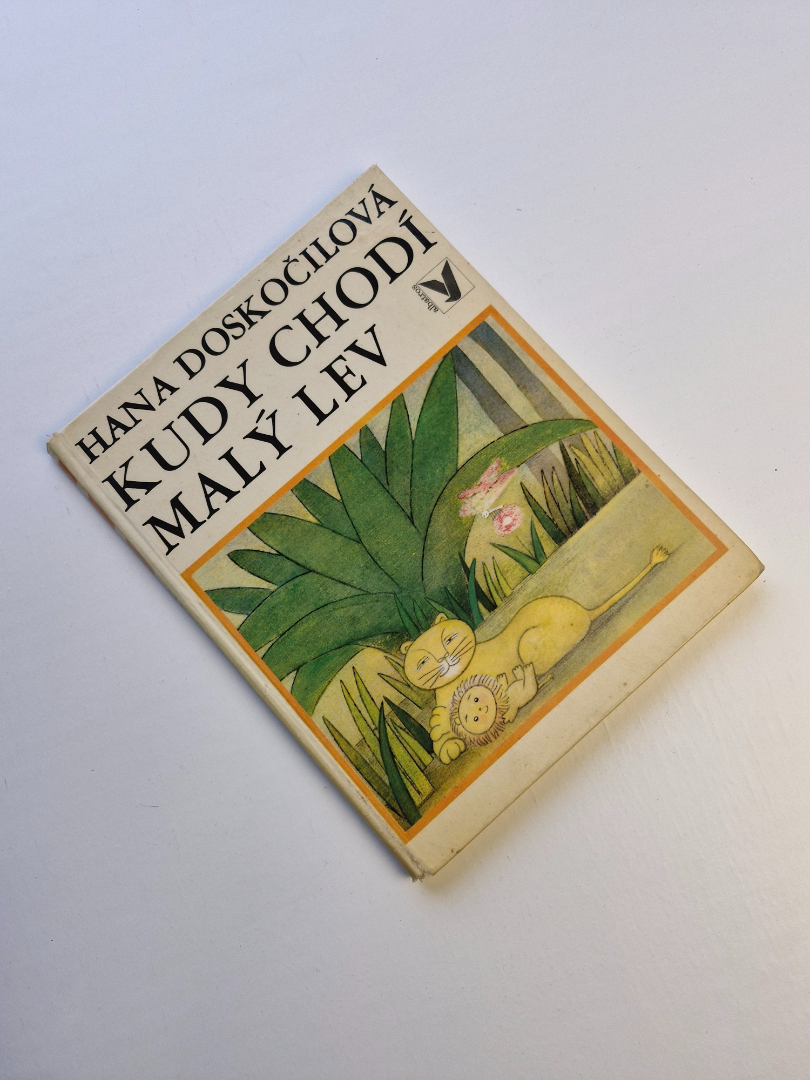 HANA DOSKOČILOVÁ
KUDY CHODÍ
MALÝ LEV
albatros